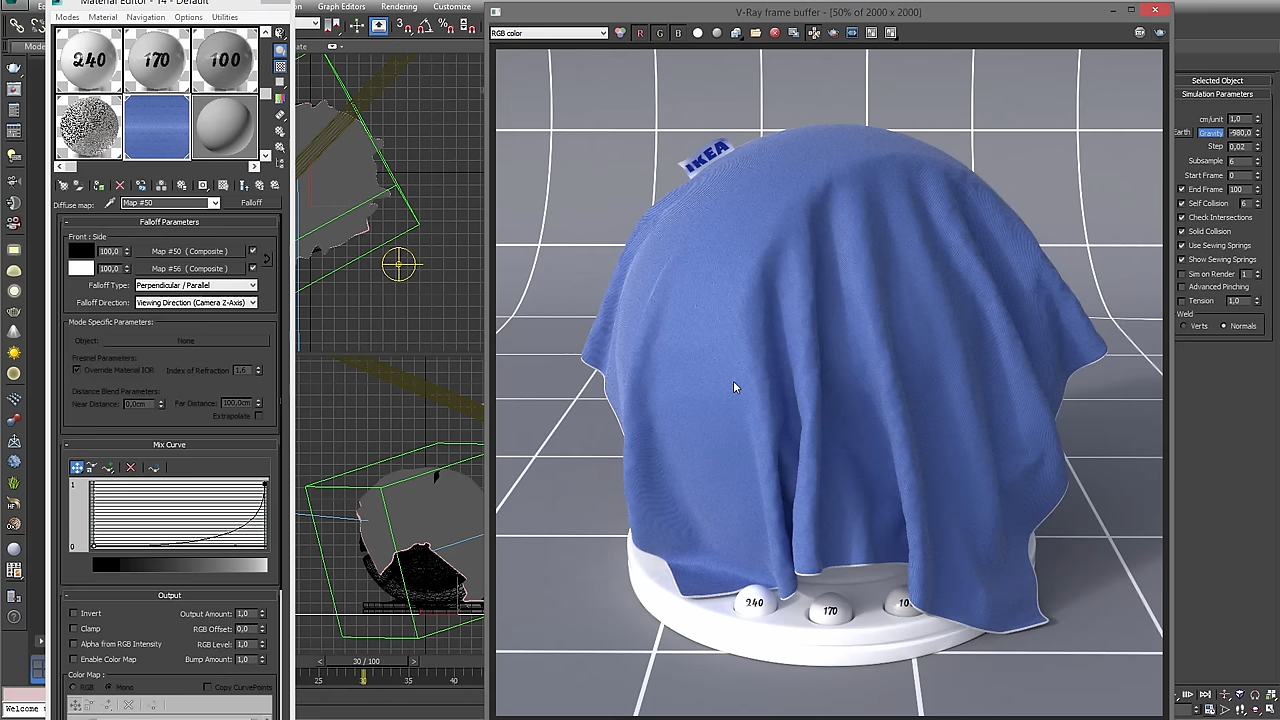 Material Editor - 14 - Default
Modes Material Navigation Options Utilities
240 170 100
Diffuse map: Map #50 Falloff
Falloff Parameters
Front : Side
100,0 Map #50 ( Composite )
100,0 Map #56 ( Composite )
Falloff Type: Perpendicular / Parallel
Falloff Direction: Viewing Direction (Camera Z-Axis)
Mode Specific Parameters:
Object: None
Fresnel Parameters:
Override Material IOR Index of Refraction 1,6
Distance Blend Parameters:
Near Distance: 0,0cm Far Distance: 100,0cm
Extrapolate
Mix Curve
1
0
Output
Invert Output Amount: 1,0
Clamp RGB Offset: 0,0
Alpha from RGB Intensity RGB Level: 1,0
Enable Color Map Bump Amount: 1,0
Color Map:
RGB Mono Copy CurvePoints
Welcome t
Graph Editors Rendering Customize
30 / 100
25 30 35 40
V-Ray frame buffer - [50% of 2000 x 2000]
RGB color R G B
IKEA
240 170 10
Selected Object
Simulation Parameters
cm/unit 1,0
Earth Gravity -980,0
Step 0,02
Subsample 6
Start Frame 0
End Frame 100
Self Collision 6
Check Intersections
Solid Collision
Use Sewing Springs
Show Sewing Springs
Sim on Render 1
Advanced Pinching
Tension 1,0
Weld
Verts Normals